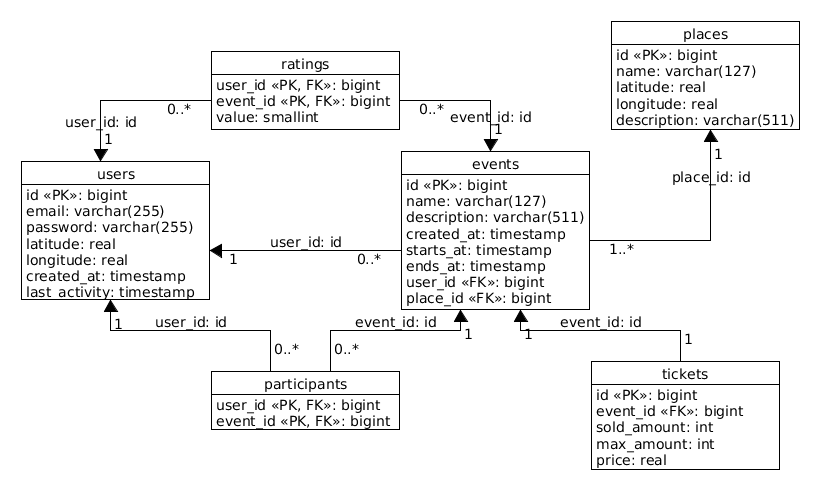 places
id «PK»: bigint
name: varchar(127)
latitude: real
longitude: real
description: varchar(511)
ratings
user_id «PK, FK»: bigint
event_id «PK, FK»: bigint
value: smallint
0..*
0..*
user_id: id
event_id: id
1
1
1
place_id: id
users
id «PK»: bigint
email: varchar(255)
password: varchar(255)
latitude: real
longitude: real
created_at: timestamp
last_activity: timestamp
events
id «PK»: bigint
name: varchar(127)
description: varchar(511)
created_at: timestamp
starts_at: timestamp
ends_at: timestamp
user_id «FK»: bigint
place_id «FK»: bigint
user_id: id
1
0..*
1..*
1
user_id: id
0..*
event_id: id
0..*
1
1
event_id: id
1
participants
user_id «PK, FK»: bigint
event_id «PK, FK»: bigint
tickets
id «PK»: bigint
event_id «FK»: bigint
sold_amount: int
max_amount: int
price: real